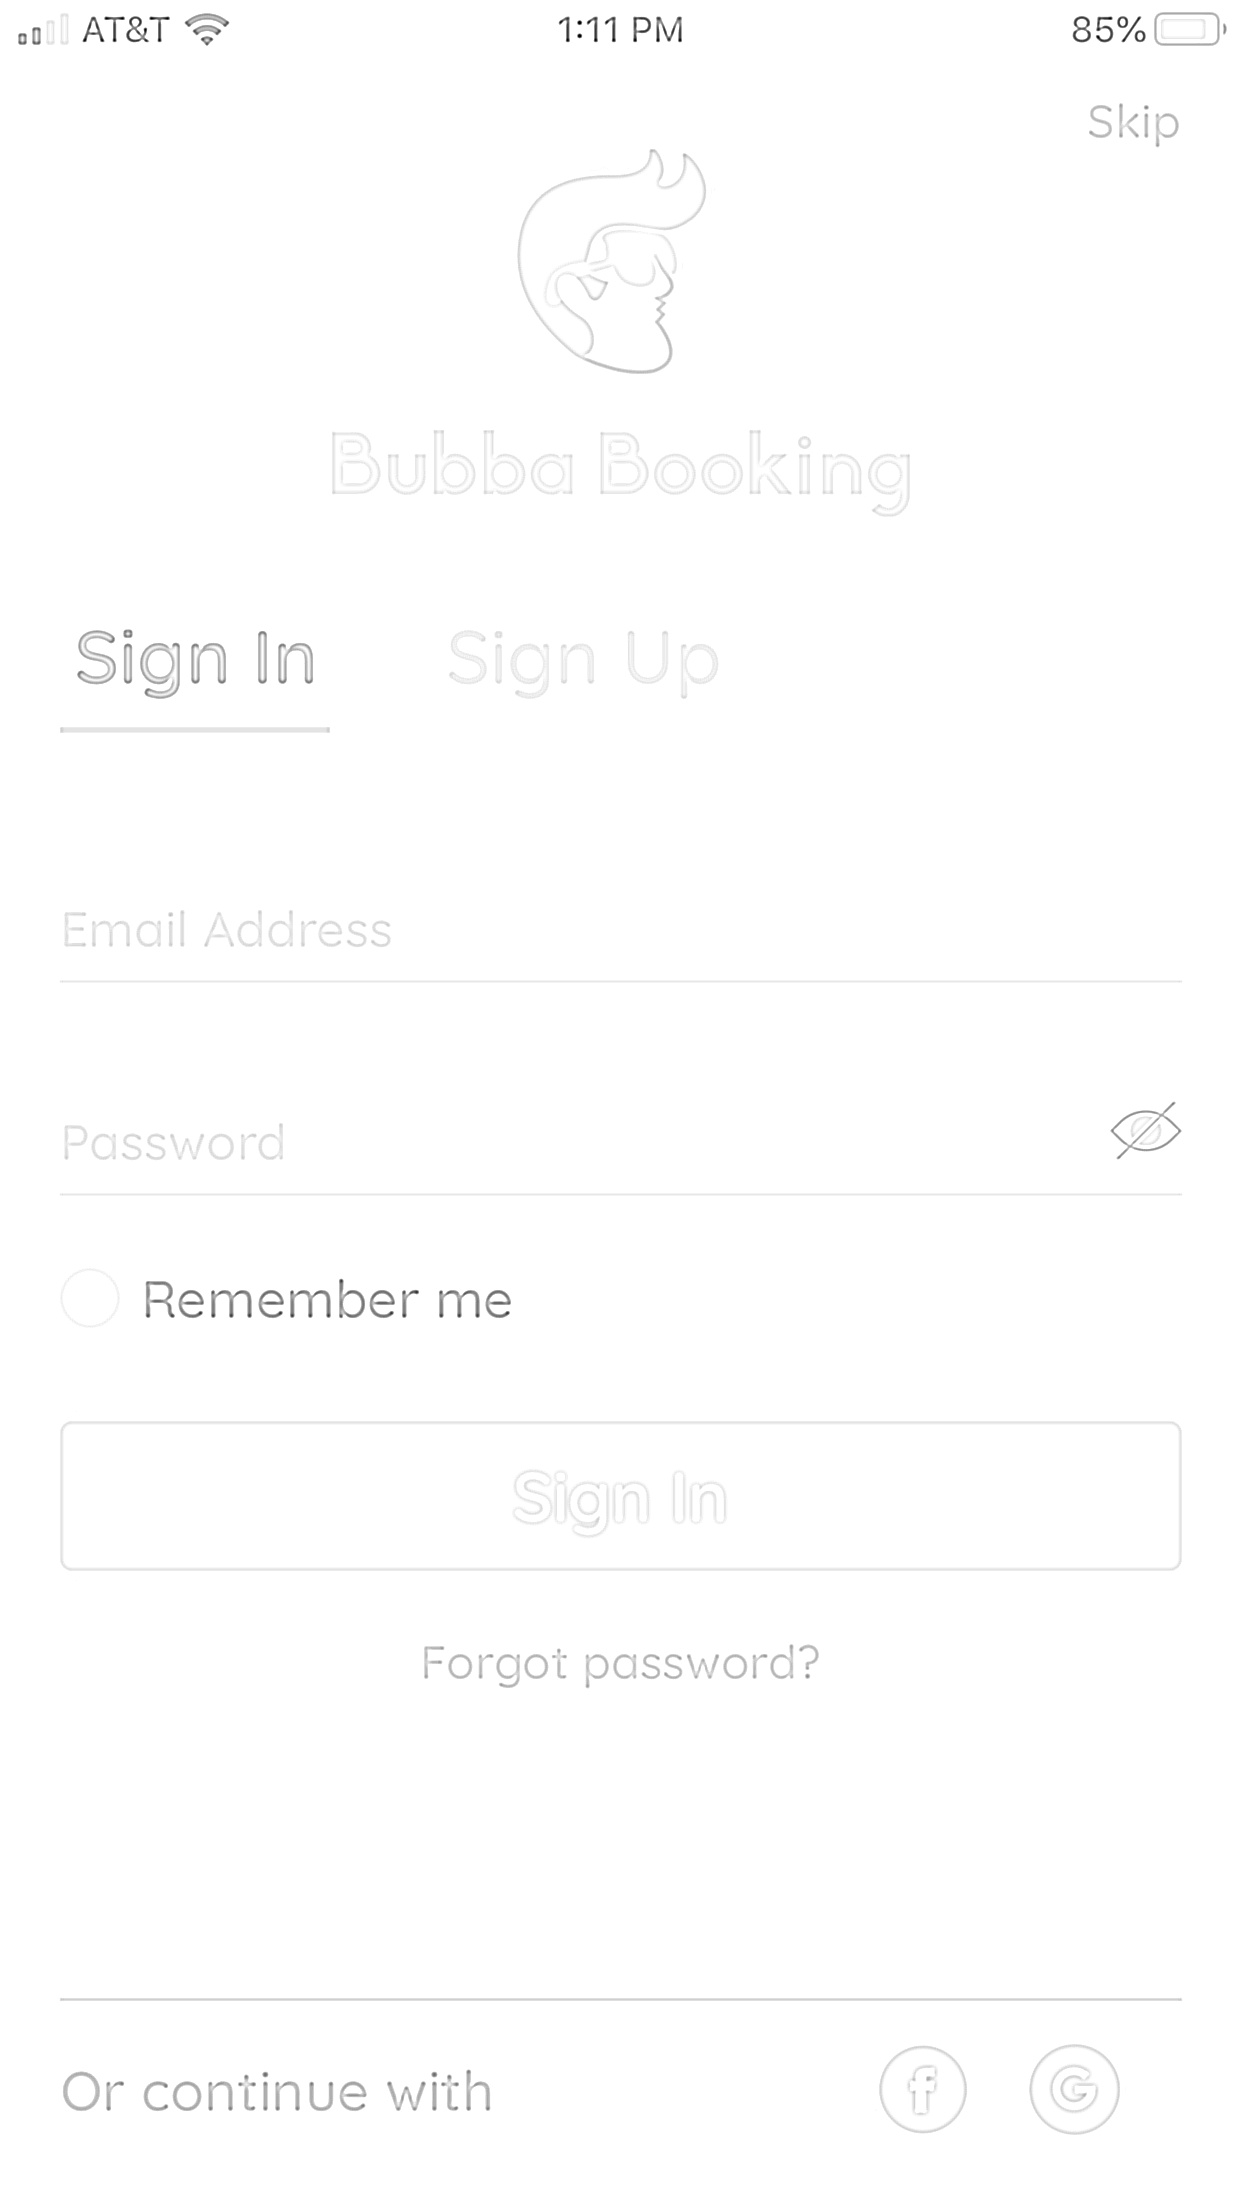 AT&T 1:11 PM 85%
Skip
Bubba Booking
Sign In Sign Up
Email Address
Password
Remember me
Sign In
Forgot password?
Or continue with f G